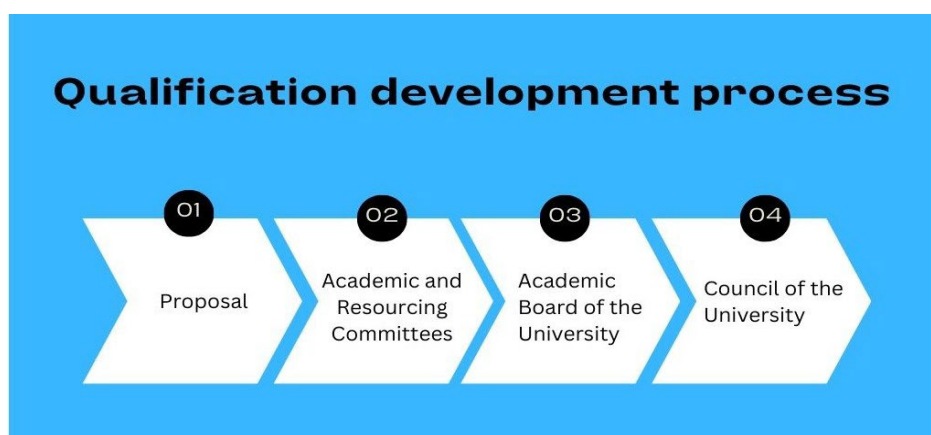 Qualification development process
01
Proposal
02
Academic and
Resourcing
Committees
03
Academic
Board of the
University
04
Council of the
University